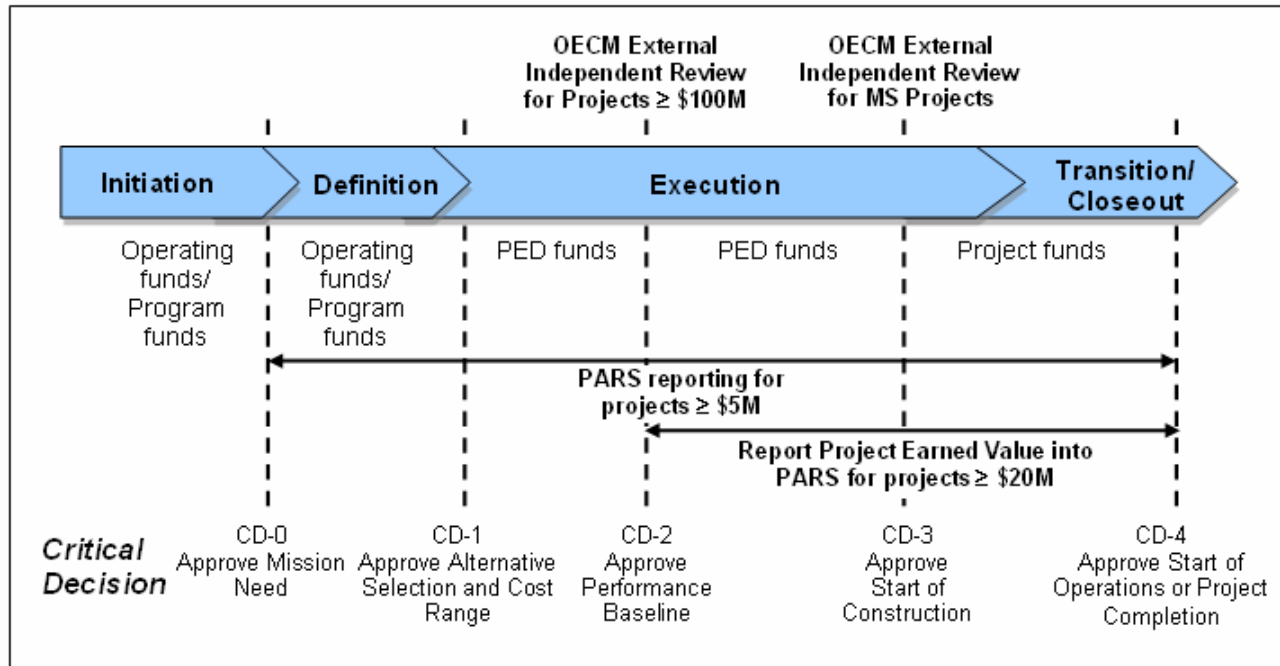 OECM External
Independent Review
for Projects ≥ $100M
OECM External
Independent Review
for MS Projects
Initiation
Definition
Execution
Transition/
Closeout
Operating
funds/
Program
funds
Operating
funds/
Program
funds
PED funds
PED funds
Project funds
PARS reporting for
projects ≥ $5M
Report Project Earned Value into
PARS for projects ≥ $20M
Critical
Decision
CD-0
Approve Mission
Need
CD-1
Approve Alternative
Selection and Cost
Range
CD-2
Approve
Performance
Baseline
CD-3
Approve
Start of
Construction
CD-4
Approve Start of
Operations or Project
Completion